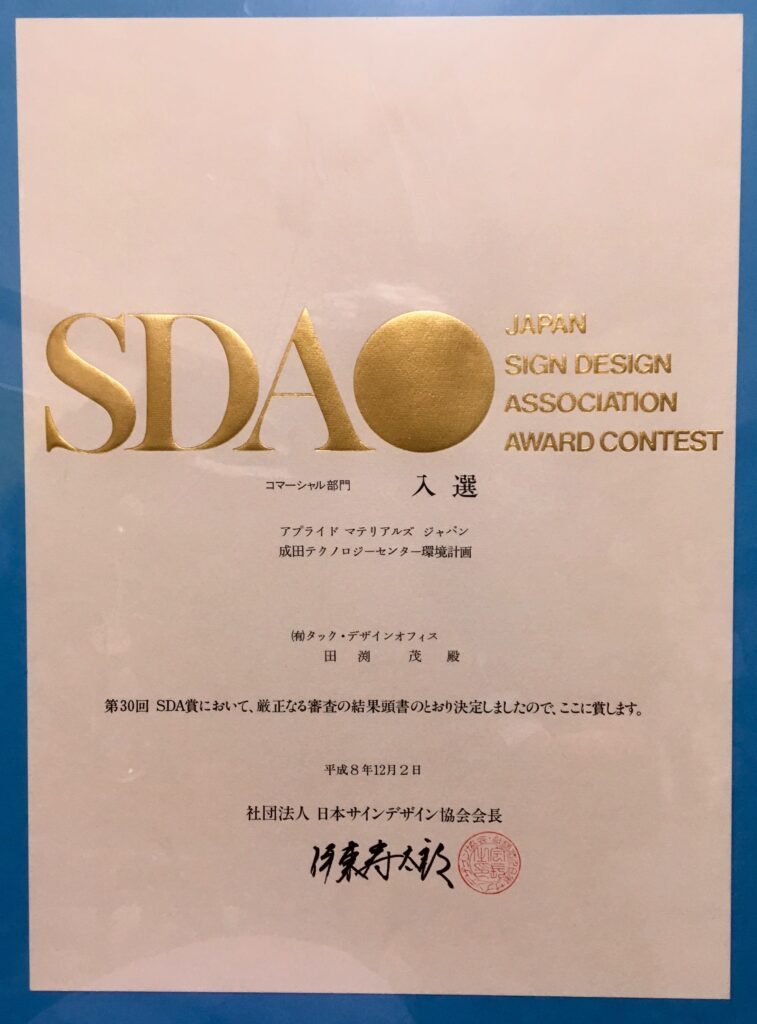 SDA
JAPAN
SIGN DESIGN
ASSOCIATION
AWARD CONTEST
コマーシャル部門 入選
アプライド マテリアルズ ジャパン
成田テクノロジーセンター環境計画
㈲タック・デザインオフィス
田渕 茂 殿
第30回 SDA賞において、厳正なる審査の結果頭書のとおり決定しましたので、ここに賞します。
平成8年12月2日
社団法人 日本サインデザイン協会会長
伊東寿太郎